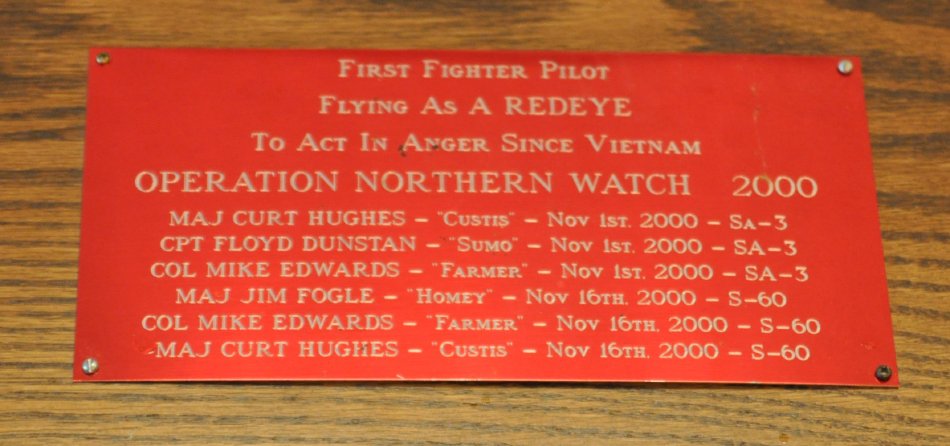 First Fighter Pilot
Flying As A REDEYE
To Act In Anger Since Vietnam
OPERATION NORTHERN WATCH 2000
MAJ CURT HUGHES – "Custis" – Nov 1st. 2000 – SA-3
CPT FLOYD DUNSTAN – "Sumo" – Nov 1st. 2000 – SA-3
COL MIKE EDWARDS – "Farmer" – Nov 1st. 2000 – SA-3
MAJ JIM FOGLE – "Homey" – Nov 16th. 2000 – S-60
COL MIKE EDWARDS – "Farmer" – Nov 16th. 2000 – S-60
MAJ CURT HUGHES – "Custis" – Nov 16th. 2000 – S-60